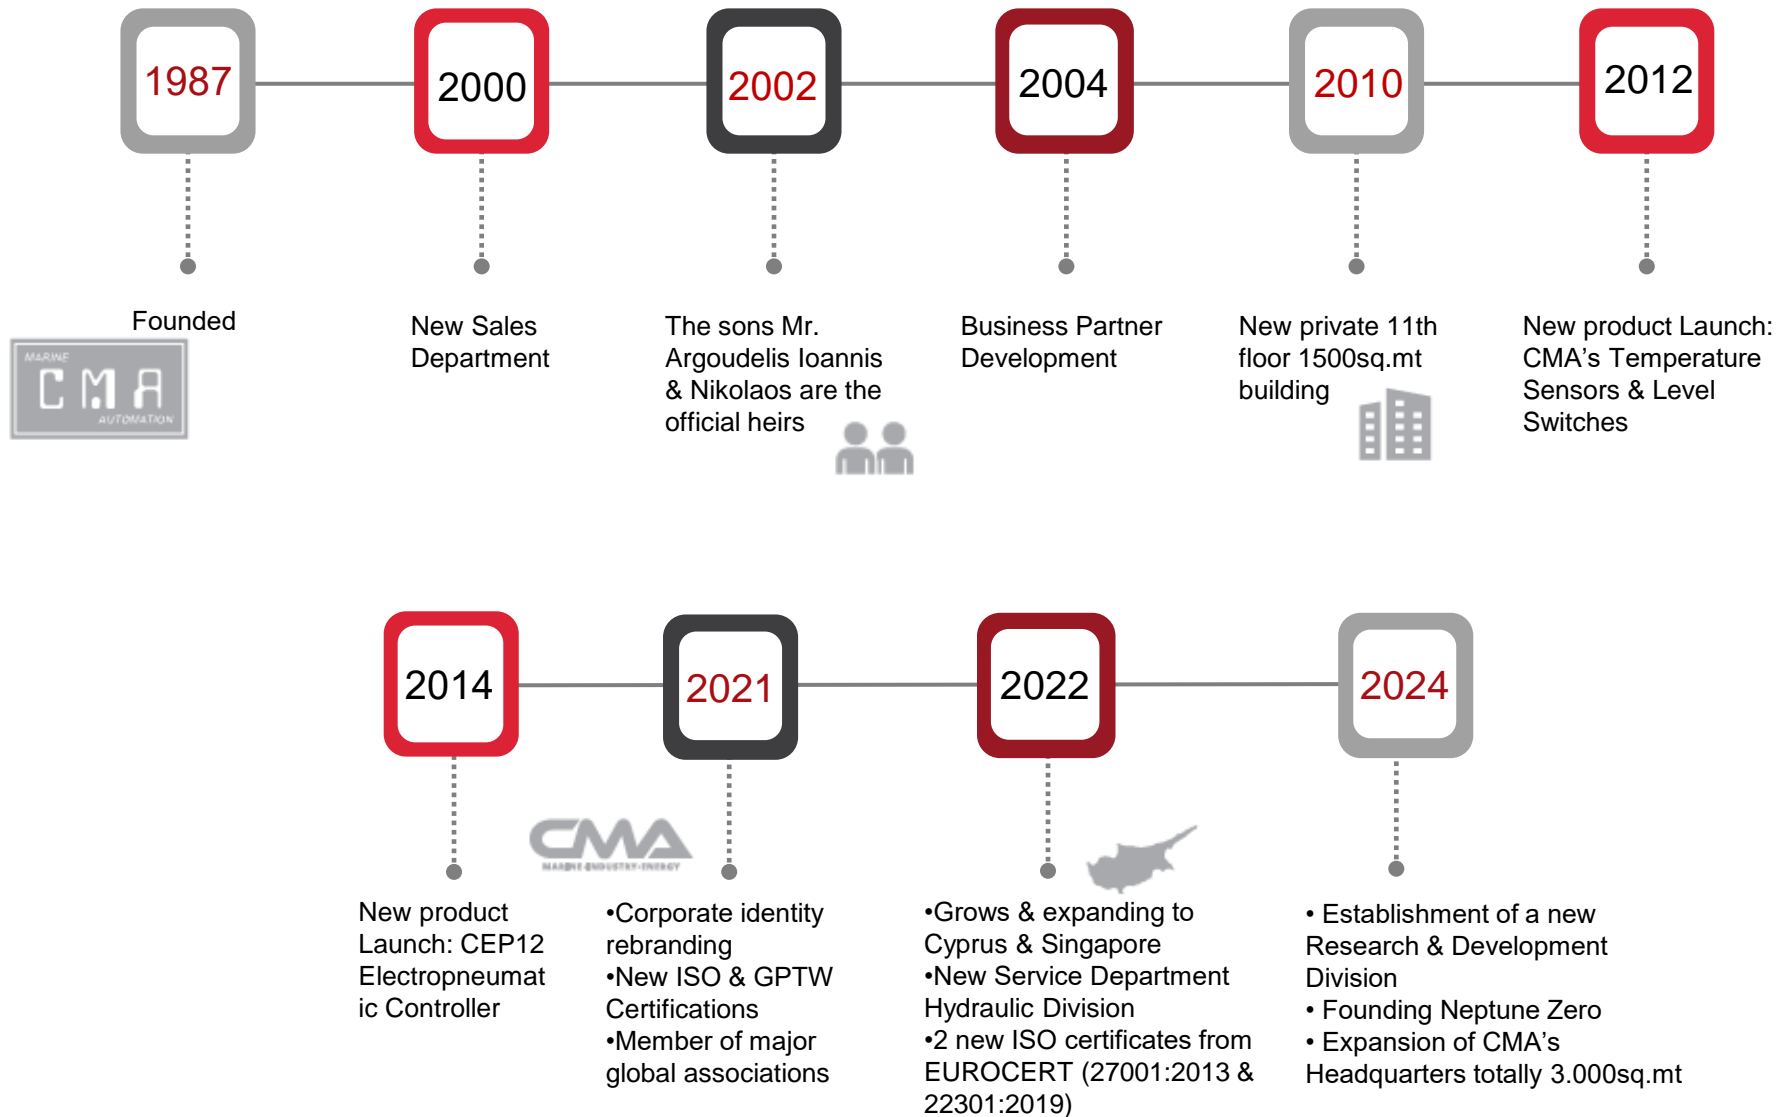 1987
2000
2002
2004
2010
2012
Founded
MARINE
CMA
AUTOMATION
New Sales
Department
The sons Mr.
Argoudelis Ioannis
& Nikolaos are the
official heirs
Business Partner
Development
New private 11th
floor 1500sq.mt
building
New product Launch:
CMA’s Temperature
Sensors & Level
Switches
2014
2021
2022
2024
CMA
MARINE•INDUSTRY•ENERGY
New product
Launch: CEP12
Electropneumat
ic Controller
•Corporate identity
rebranding
•New ISO & GPTW
Certifications
•Member of major
global associations
•Grows & expanding to
Cyprus & Singapore
•New Service Department
Hydraulic Division
•2 new ISO certificates from
EUROCERT (27001:2013 &
22301:2019)
• Establishment of a new
Research & Development
Division
• Founding Neptune Zero
• Expansion of CMA’s
Headquarters totally 3.000sq.mt